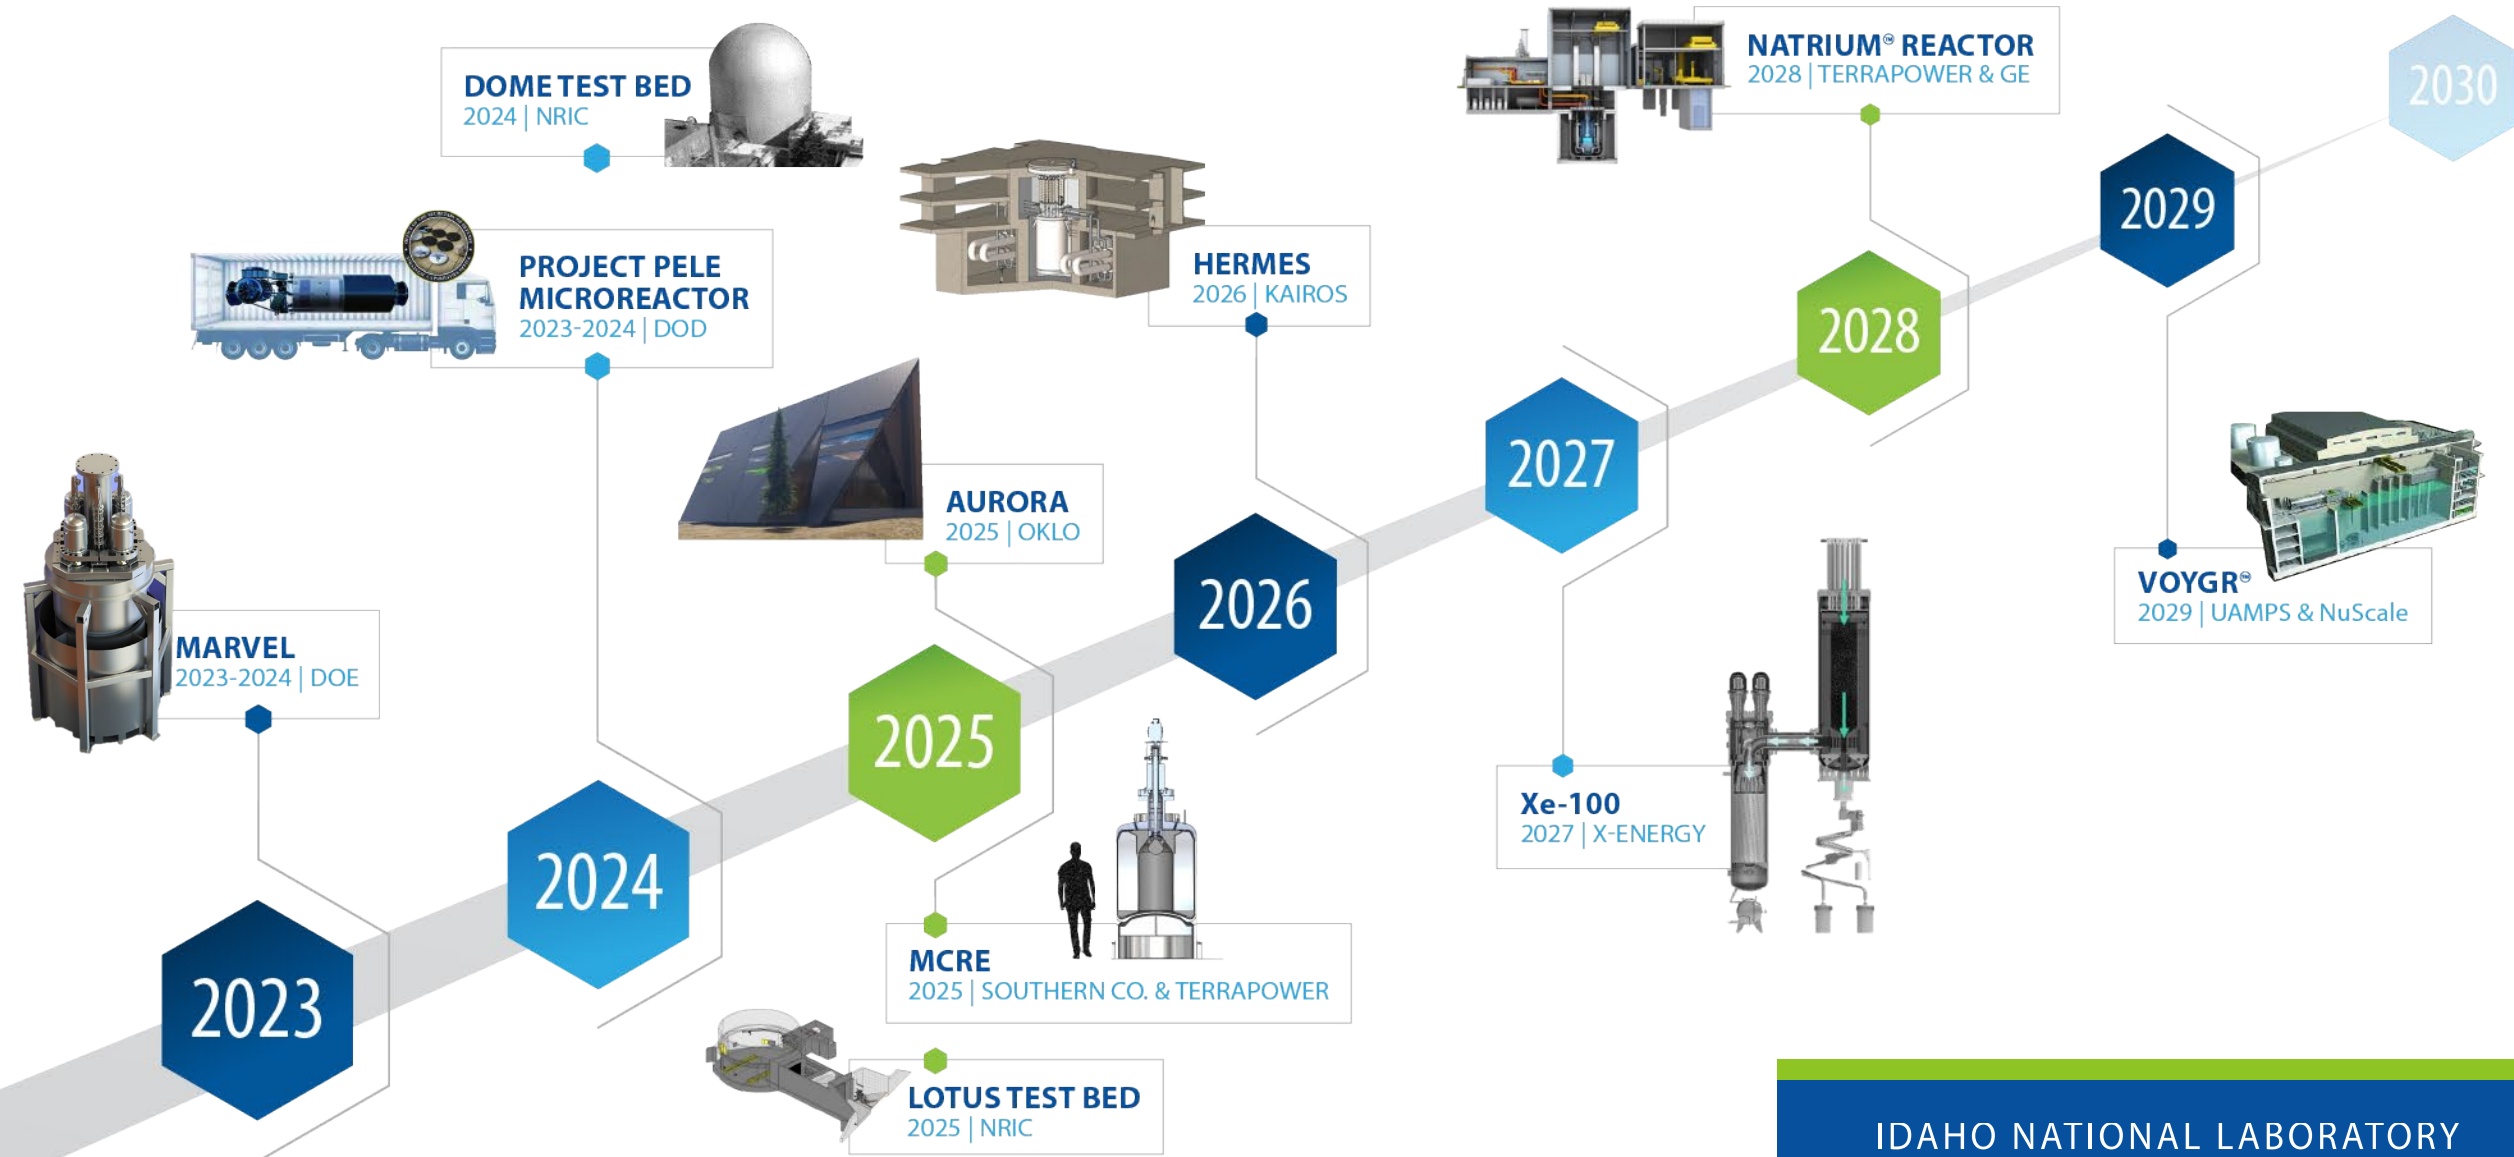 DOME TEST BED
2024 | NRIC
NATRIUM® REACTOR
2028 | TERRAPOWER & GE
2030
PROJECT PELE
MICROREACTOR
2023-2024 | DOD
HERMES
2026 | KAIROS
2029
2028
AURORA
2025 | OKLO
2027
VOYGR
2029 | UAMPS & NuScale
MARVEL
2023-2024 | DOE
2026
2025
Xe-100
2027 | X-ENERGY
2024
MCRE
2025 | SOUTHERN CO. & TERRAPOWER
2023
LOTUS TEST BED
2025 | NRIC
IDAHO NATIONAL LABORATORY